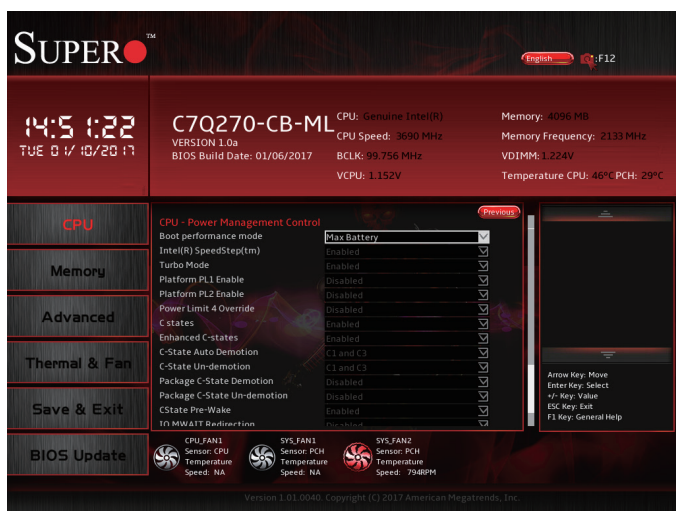 SUPER
TM
English
:F12
14:51:22
TUE 01/10/2017
C7Q270-CB-ML
VERSION 1.0a
BIOS Build Date: 01/06/2017
CPU: Genuine Intel(R)
CPU Speed: 3690 MHz
BCLK: 99.756 MHz
VCPU: 1.152V
Memory: 4096 MB
Memory Frequency: 2133 MHz
VDIMM: 1.224V
Temperature CPU: 46°C PCH: 29°C
CPU
Memory
Advanced
Thermal & Fan
Save & Exit
BIOS Update
Previous
CPU - Power Management Control
Boot performance mode Max Battery
Intel(R) SpeedStep(tm) Enabled
Turbo Mode Enabled
Platform PL1 Enable Disabled
Platform PL2 Enable Disabled
Power Limit 4 Override Disabled
C states Enabled
Enhanced C-states Enabled
C-State Auto Demotion C1 and C3
C-State Un-demotion C1 and C3
Package C-State Demotion Disabled
Package C-State Un-demotion Disabled
CState Pre-Wake Enabled
IO MWAIT Redirection Disabled
Arrow Key: Move
Enter Key: Select
+/- Key: Value
ESC Key: Exit
F1 Key: General Help
CPU_FAN1
Sensor: CPU
Temperature
Speed: NA
SYS_FAN1
Sensor: PCH
Temperature
Speed: NA
SYS_FAN2
Sensor: PCH
Temperature
Speed: 794RPM
Version 1.01.0040. Copyright (C) 2017 American Megatrends, Inc.